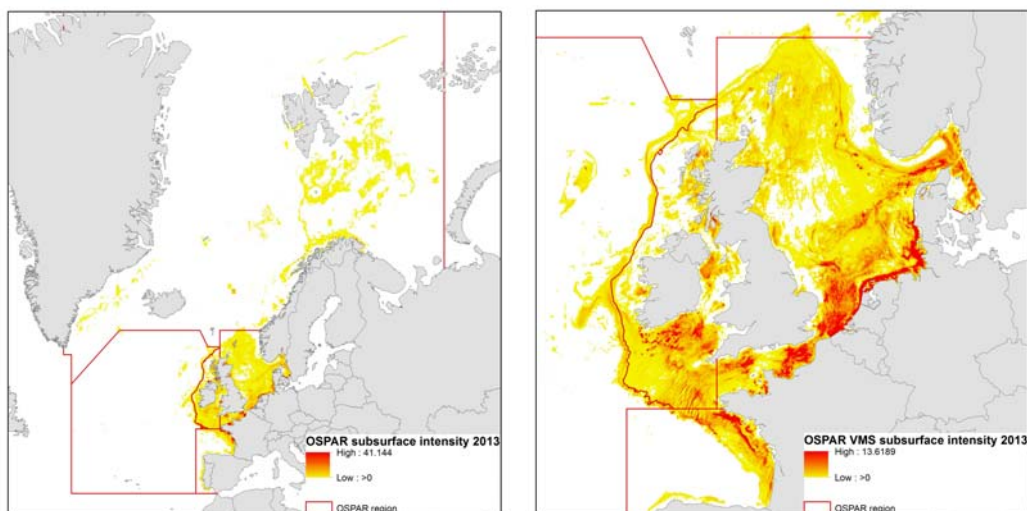 OSPAR subsurface intensity 2013
High : 41.144
Low : >0
OSPAR region
OSPAR VMS subsurface intensity 2013
High : 13.6189
Low : >0
OSPAR region